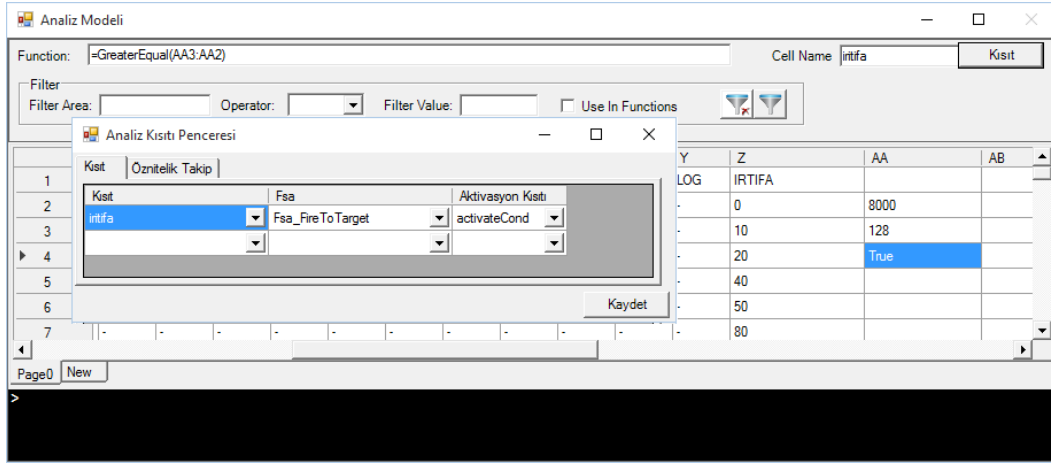 Analiz Modeli
Function: =GreaterEqual(AA3:AA2) Cell Name irtifa Kısıt
Filter
Filter Area: Operator: Filter Value: Use In Functions
Analiz Kısıtı Penceresi
Kısıt Öznitelik Takip
Kısıt Fsa Aktivasyon Kısıtı
irtifa Fsa_FireToTarget activateCond
Kaydet
Y Z AA AB
1 LOG IRTIFA
2 - 0 8000
3 - 10 128
4 - 20 True
5 - 40
6 - 50
7 - - - - - - - - - - - 80
Page0 New
>